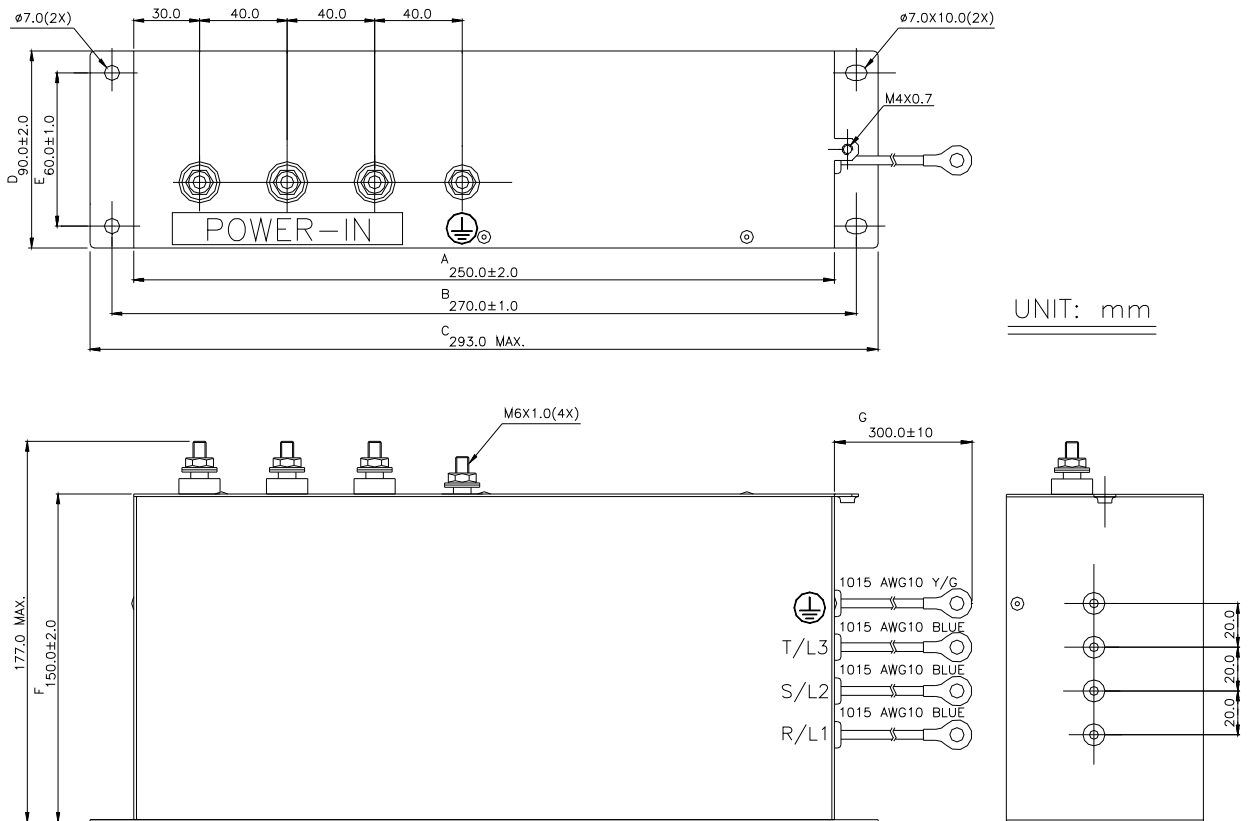 ø7.0(2X)
30.0
40.0
40.0
40.0
ø7.0X10.0(2X)
M4X0.7
D
90.0±2.0
E
60.0±1.0
POWER-IN
A
250.0±2.0
B
270.0±1.0
C
293.0 MAX.
UNIT: mm
M6X1.0(4X)
G
300.0±10
177.0 MAX.
F
150.0±2.0
1015 AWG10 Y/G
1015 AWG10 BLUE
T/L3
1015 AWG10 BLUE
S/L2
1015 AWG10 BLUE
R/L1
20.0
20.0
20.0